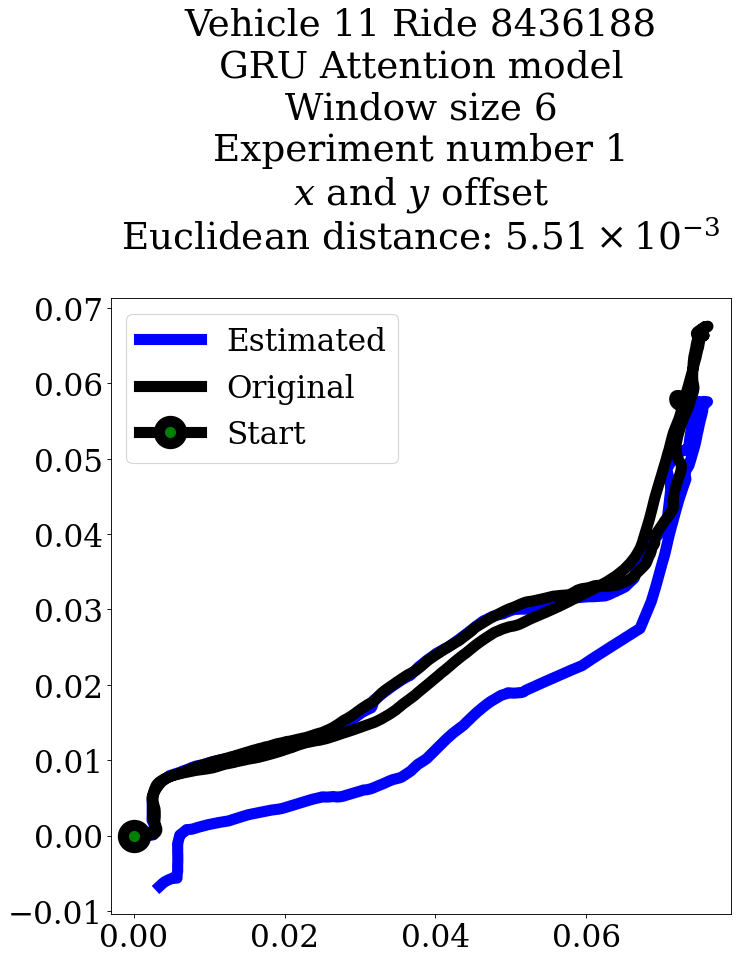 Vehicle 11 Ride 8436188
GRU Attention model
Window size 6
Experiment number 1
x and y offset
Euclidean distance: 5.51 × 10⁻³
0.07
0.06
0.05
0.04
0.03
0.02
0.01
0.00
−0.01
Estimated
Original
Start
0.00 0.02 0.04 0.06